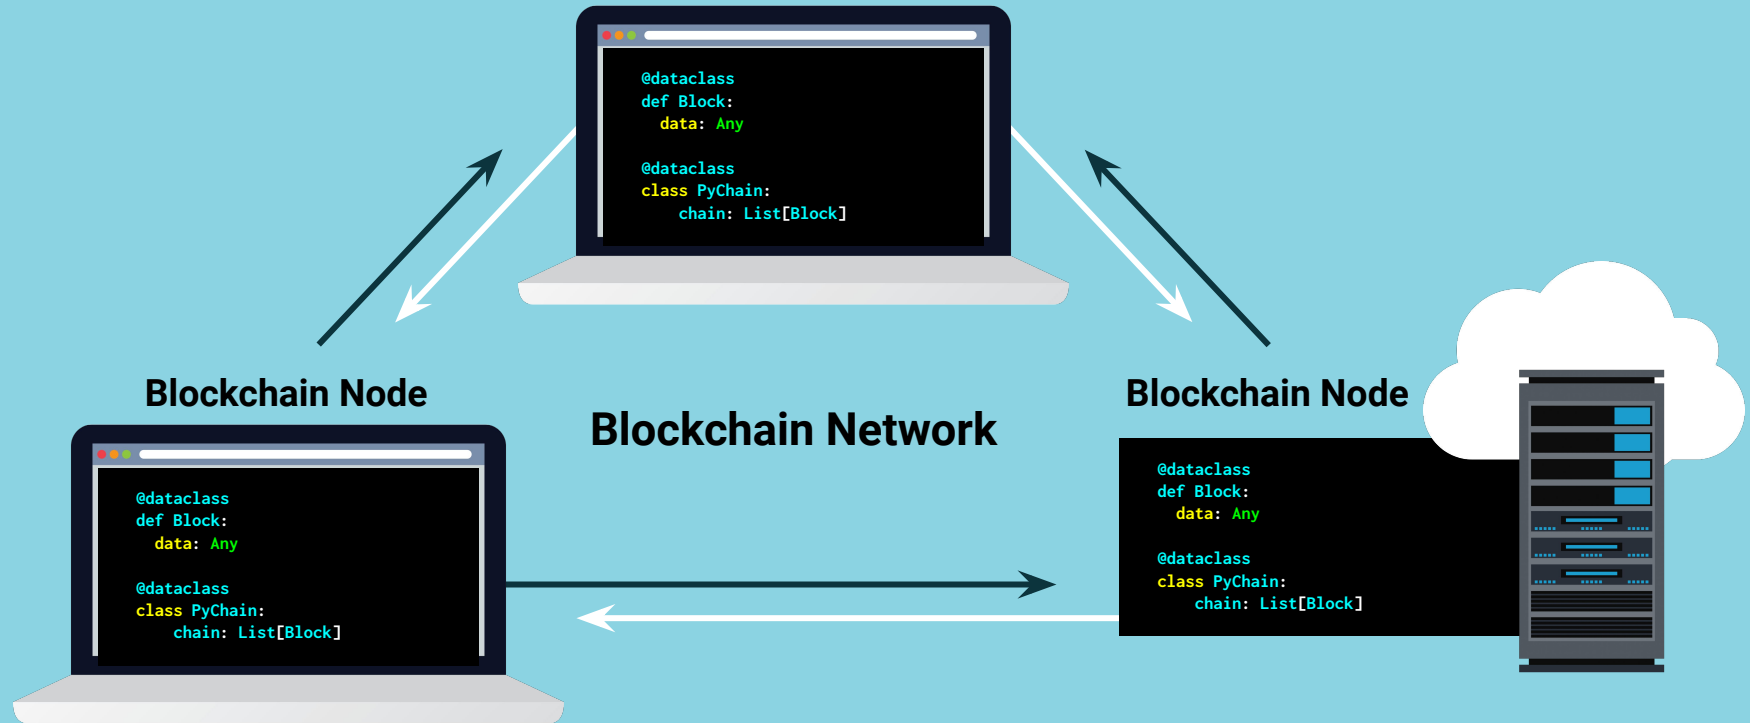 @dataclass
def Block:
  data: Any
@dataclass
class PyChain:
    chain: List[Block]
Blockchain Node
Blockchain Network
Blockchain Node
@dataclass
def Block:
  data: Any
@dataclass
class PyChain:
    chain: List[Block]
@dataclass
def Block:
  data: Any
@dataclass
class PyChain:
    chain: List[Block]